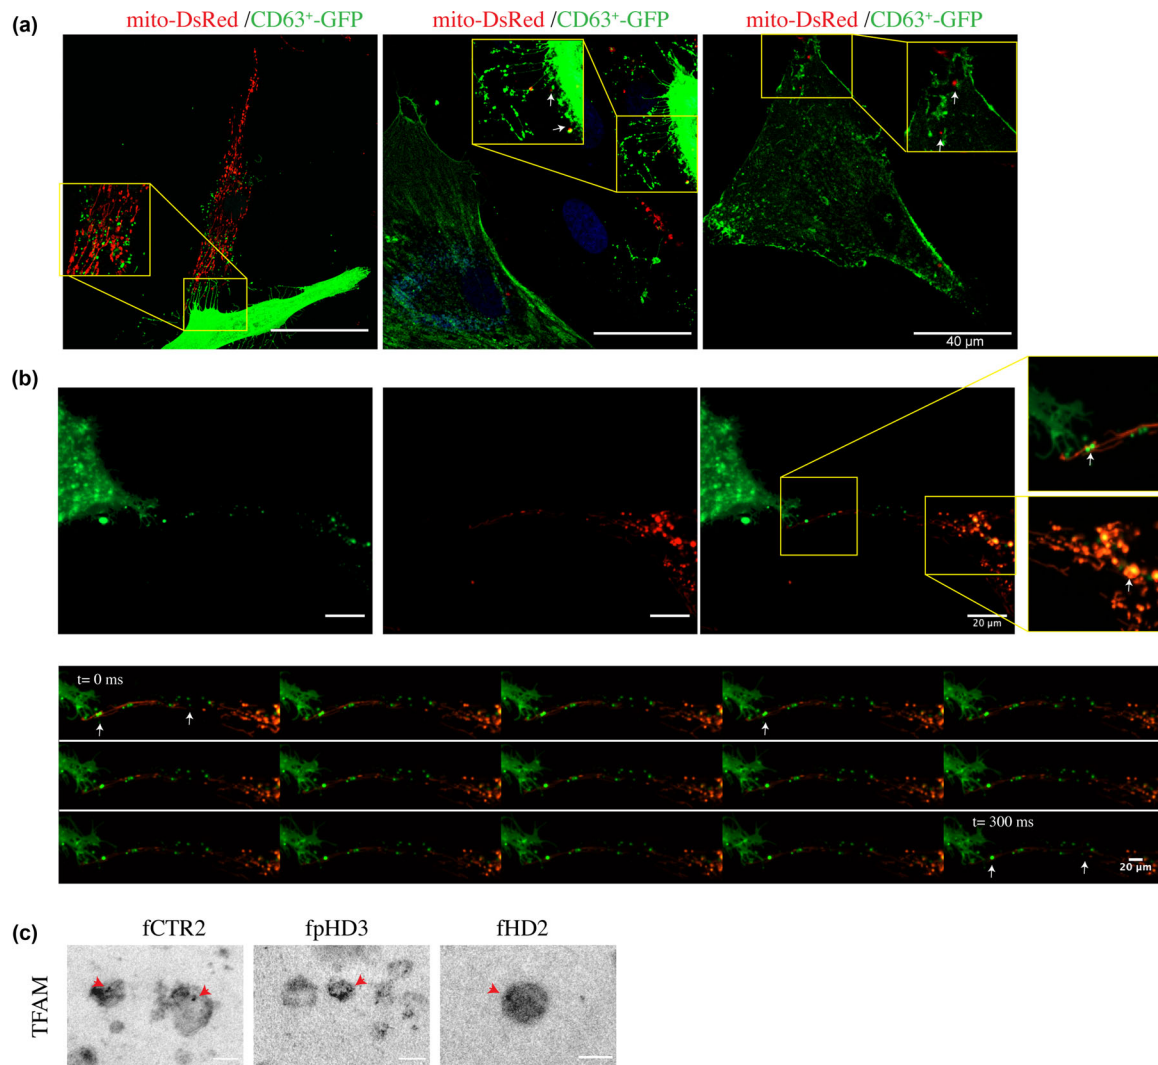 (a)
mito-DsRed /CD63⁺-GFP
mito-DsRed /CD63⁺-GFP
mito-DsRed /CD63⁺-GFP
40 µm
(b)
20 µm
t= 0 ms
t= 300 ms
20 µm
(c)
fCTR2
fpHD3
fHD2
TFAM